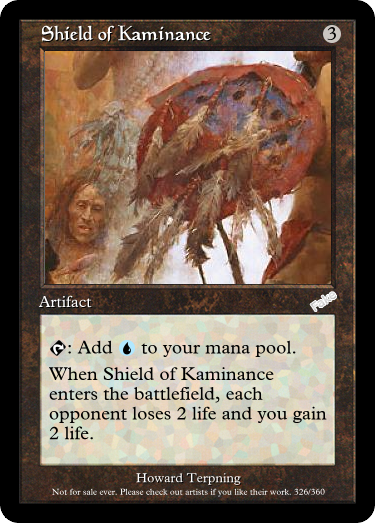 Shield of Kaminance 3
Artifact
Fake
: Add to your mana pool.
When Shield of Kaminance
enters the battlefield, each
opponent loses 2 life and you gain
2 life.
Howard Terpning
Not for sale ever. Please check out artists if you like their work. 326/360